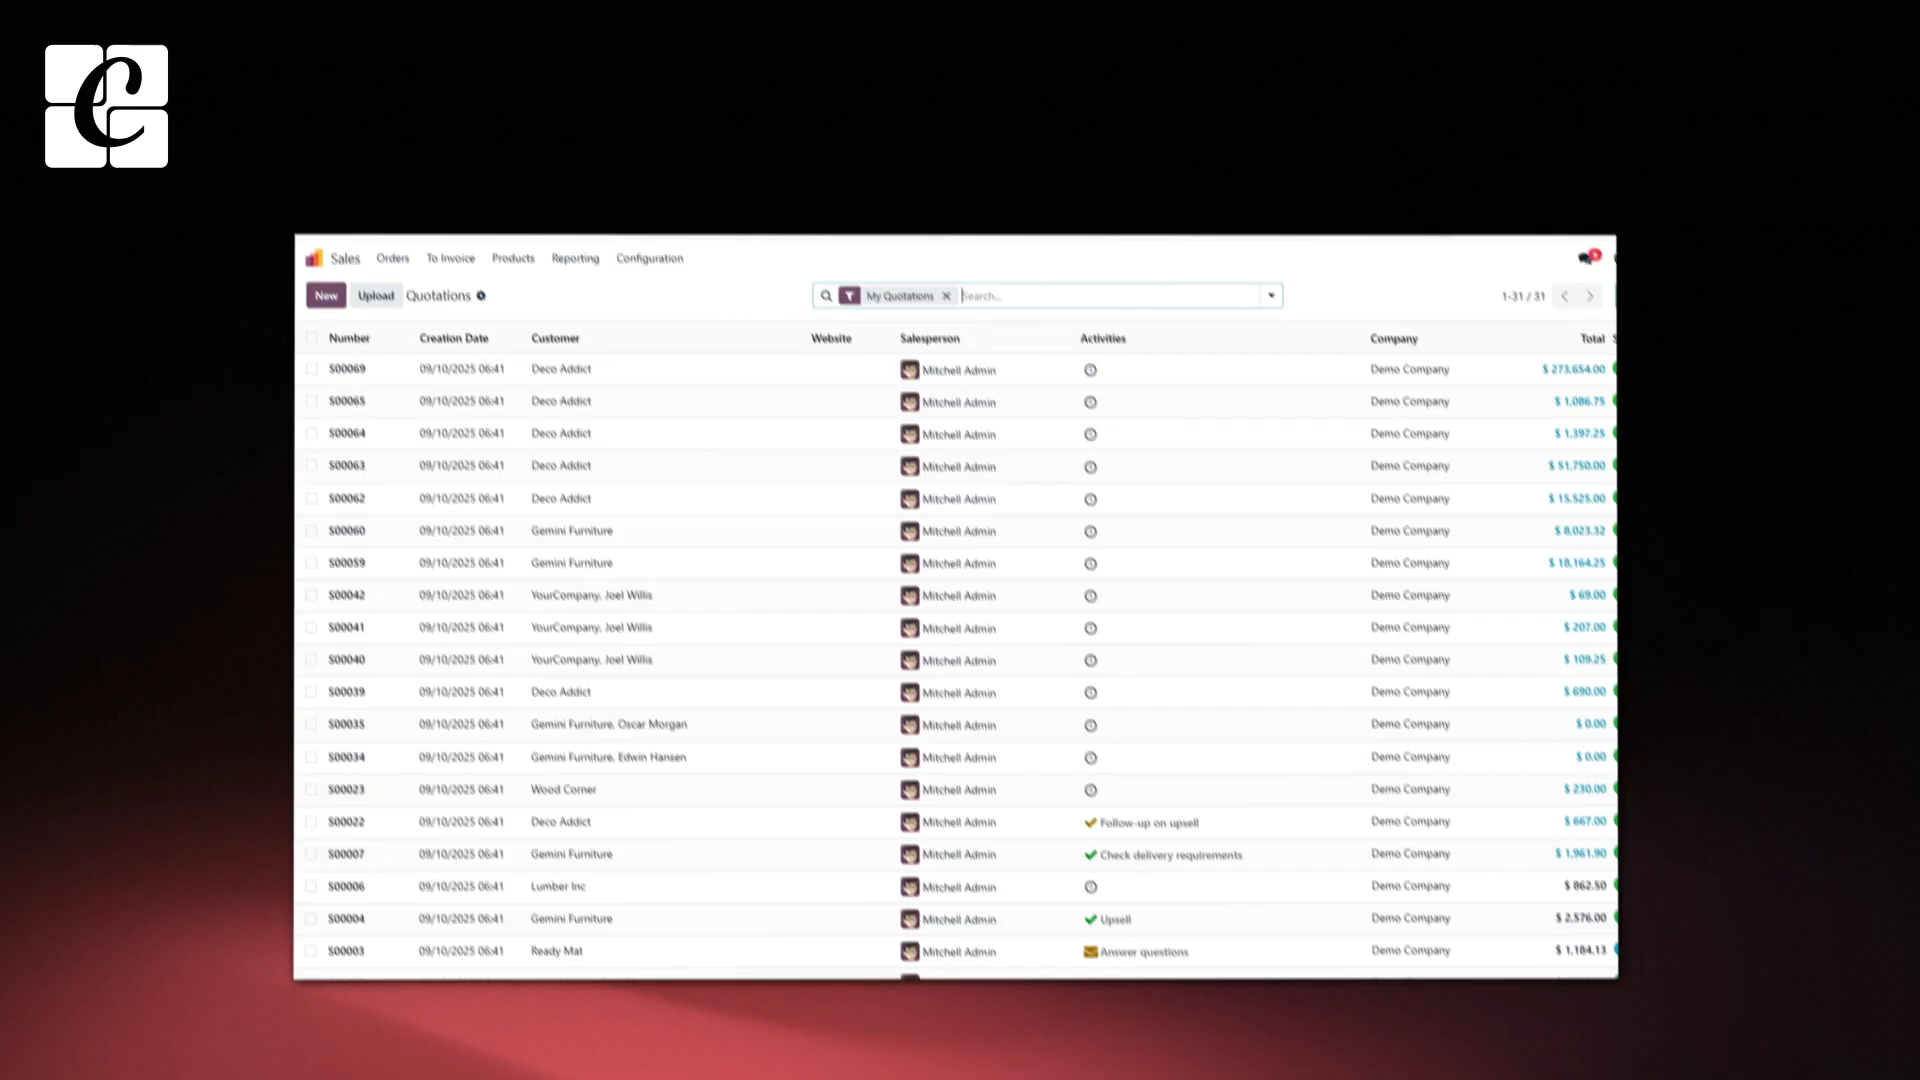 C
Sales Orders To Invoice Products Reporting Configuration
New Upload Quotations My Quotations Search... 1-31 / 31
Number Creation Date Customer Website Salesperson Activities Company Total
S00069 09/10/2025 06:41 Deco Addict Mitchell Admin Demo Company $ 273,654.00
S00065 09/10/2025 06:41 Deco Addict Mitchell Admin Demo Company $ 1,086.75
S00064 09/10/2025 06:41 Deco Addict Mitchell Admin Demo Company $ 1,397.25
S00063 09/10/2025 06:41 Deco Addict Mitchell Admin Demo Company $ 51,750.00
S00062 09/10/2025 06:41 Deco Addict Mitchell Admin Demo Company $ 15,525.00
S00060 09/10/2025 06:41 Gemini Furniture Mitchell Admin Demo Company $ 8,023.32
S00059 09/10/2025 06:41 Gemini Furniture Mitchell Admin Demo Company $ 18,164.25
S00042 09/10/2025 06:41 YourCompany, Joel Willis Mitchell Admin Demo Company $ 69.00
S00041 09/10/2025 06:41 YourCompany, Joel Willis Mitchell Admin Demo Company $ 207.00
S00040 09/10/2025 06:41 YourCompany, Joel Willis Mitchell Admin Demo Company $ 109.25
S00039 09/10/2025 06:41 Deco Addict Mitchell Admin Demo Company $ 690.00
S00035 09/10/2025 06:41 Gemini Furniture, Oscar Morgan Mitchell Admin Demo Company $ 0.00
S00034 09/10/2025 06:41 Gemini Furniture, Edwin Hansen Mitchell Admin Demo Company $ 0.00
S00023 09/10/2025 06:41 Wood Corner Mitchell Admin Demo Company $ 230.00
S00022 09/10/2025 06:41 Deco Addict Mitchell Admin Follow-up on upsell Demo Company $ 667.00
S00007 09/10/2025 06:41 Gemini Furniture Mitchell Admin Check delivery requirements Demo Company $ 1,961.90
S00006 09/10/2025 06:41 Lumber Inc Mitchell Admin Demo Company $ 862.50
S00004 09/10/2025 06:41 Gemini Furniture Mitchell Admin Upsell Demo Company $ 2,576.00
S00003 09/10/2025 06:41 Ready Mat Mitchell Admin Answer questions Demo Company $ 1,184.13